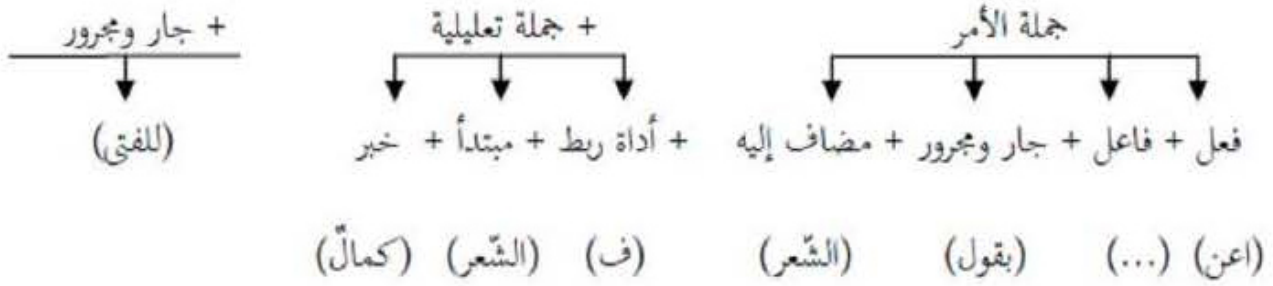 جملة الأمر + جملة تعليلية + جار ومجرور
فعل + فاعل + جار ومجرور + مضاف إليه + أداة ربط + مبتدأ + خبر (للفتى)
(اعن) (...) (بقول) (الشّعر) (ف) (الشّعر) (كمالٌ)